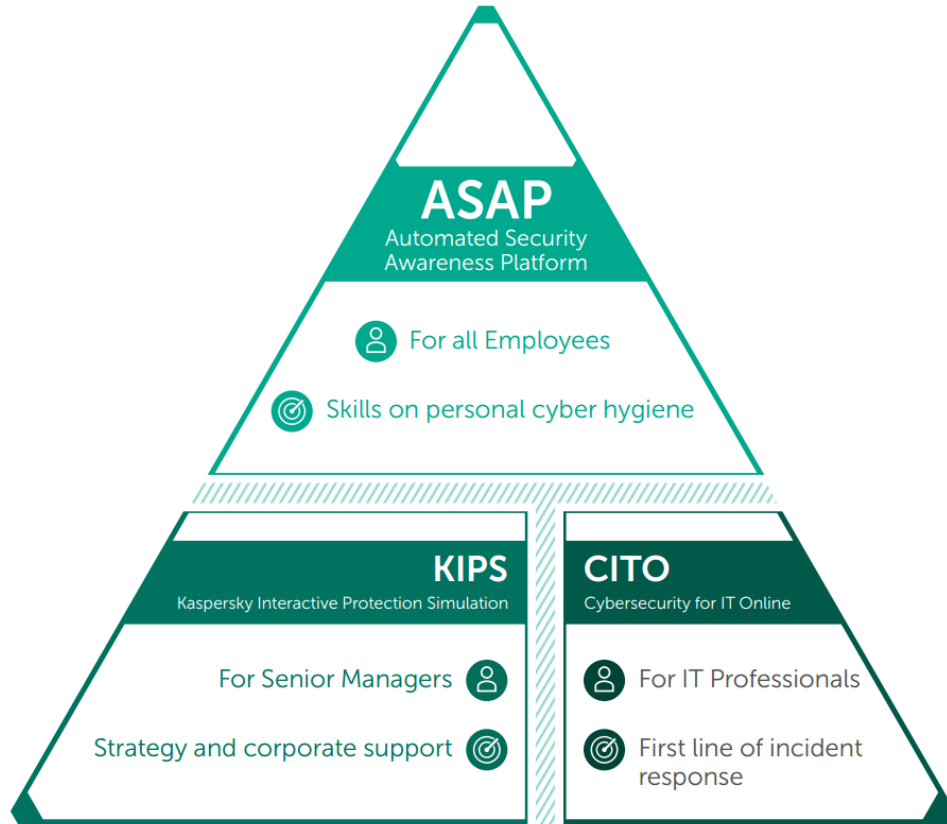 ASAP
Automated Security
Awareness Platform
For all Employees
Skills on personal cyber hygiene
KIPS
Kaspersky Interactive Protection Simulation
For Senior Managers
Strategy and corporate support
CITO
Cybersecurity for IT Online
For IT Professionals
First line of incident
response